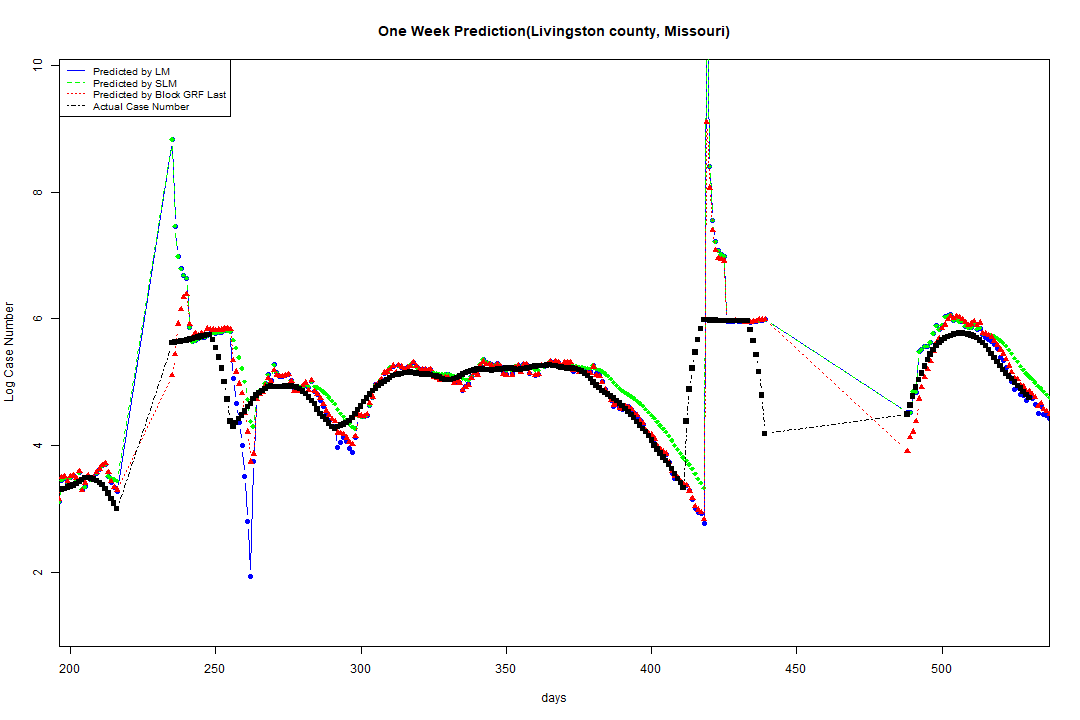 One Week Prediction(Livingston county, Missouri)
Predicted by LM
Predicted by SLM
Predicted by Block GRF Last
Actual Case Number
10
8
6
4
2
Log Case Number
200 250 300 350 400 450 500
days